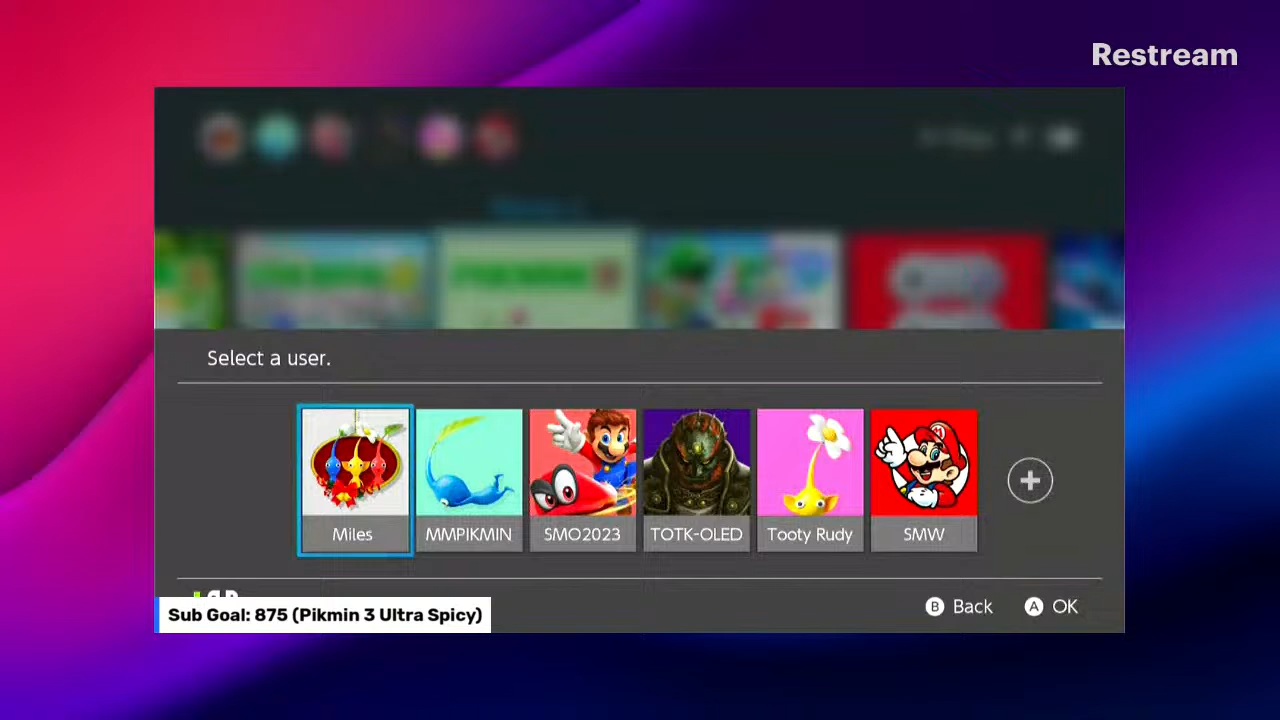 Restream
Select a user.
Miles
MMPIKMIN
SMO2023
TOTK-OLED
Tooty Rudy
SMW
B Back
A OK
Sub Goal: 875 (Pikmin 3 Ultra Spicy)